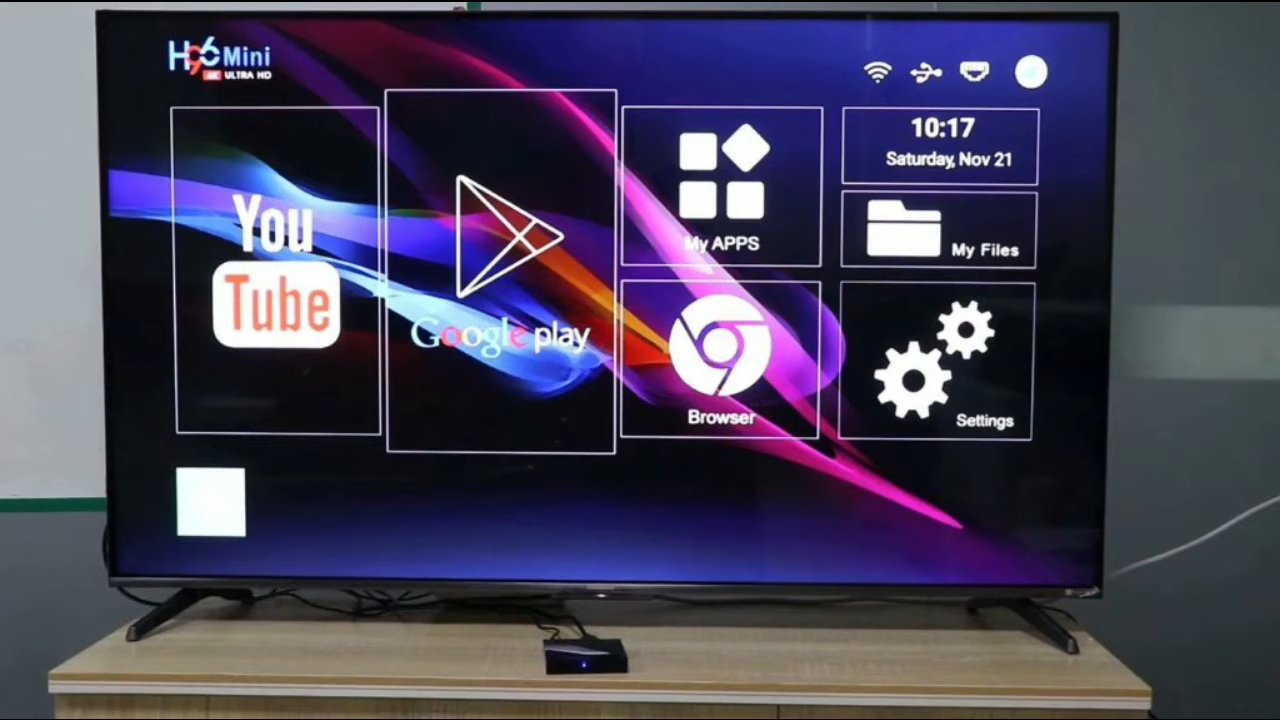 H96 Mini
4K ULTRA HD
10:17
Saturday, Nov 21
You
Tube
Google play
My APPS
My Files
Browser
Settings